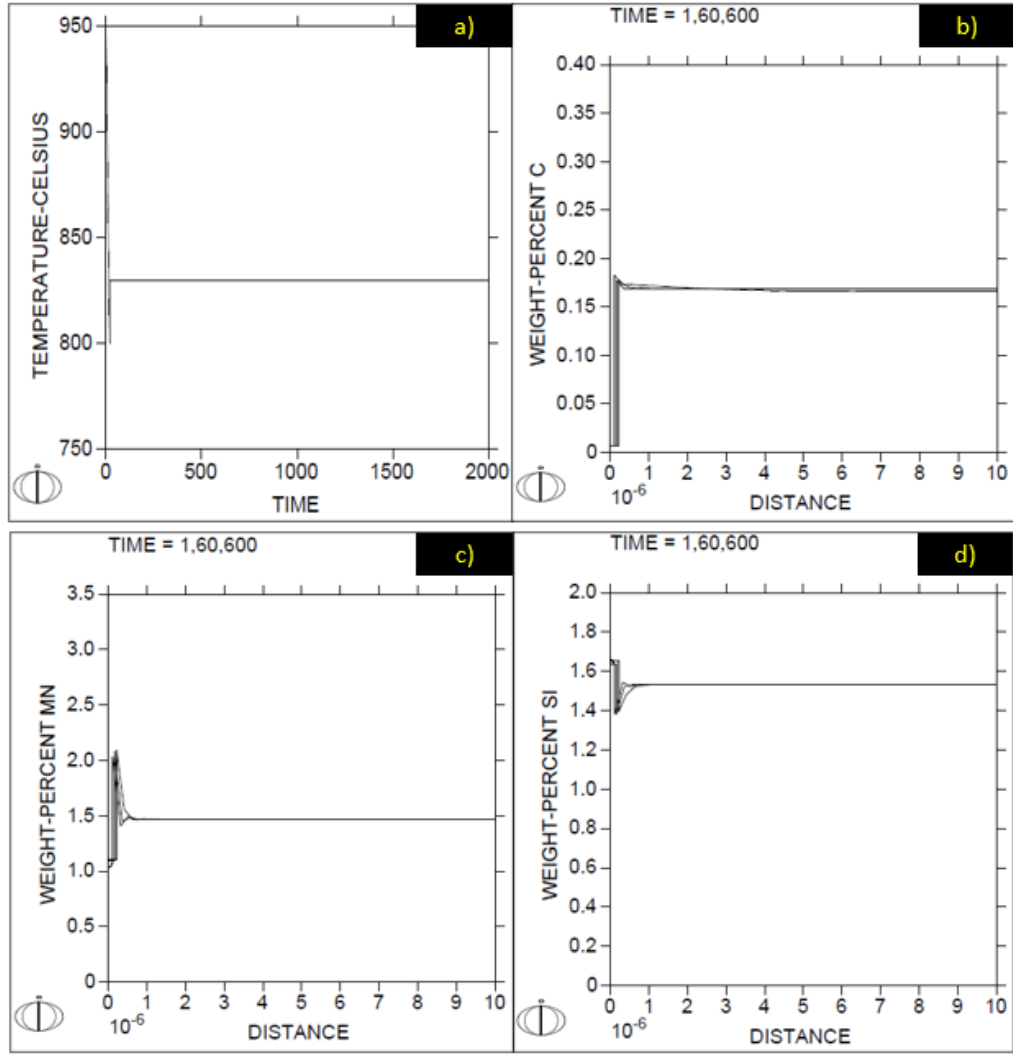 a)
950
900
850
800
750
TEMPERATURE-CELSIUS
0 500 1000 1500 2000
TIME
TIME = 1,60,600
b)
0.40
0.35
0.30
0.25
0.20
0.15
0.10
0.05
0
WEIGHT-PERCENT C
0 1 2 3 4 5 6 7 8 9 10
10-6
DISTANCE
TIME = 1,60,600
c)
3.5
3.0
2.5
2.0
1.5
1.0
0.5
0
WEIGHT-PERCENT MN
0 1 2 3 4 5 6 7 8 9 10
10-6
DISTANCE
TIME = 1,60,600
d)
2.0
1.8
1.6
1.4
1.2
1.0
0.8
0.6
0.4
0.2
0
WEIGHT-PERCENT SI
0 1 2 3 4 5 6 7 8 9 10
10-6
DISTANCE